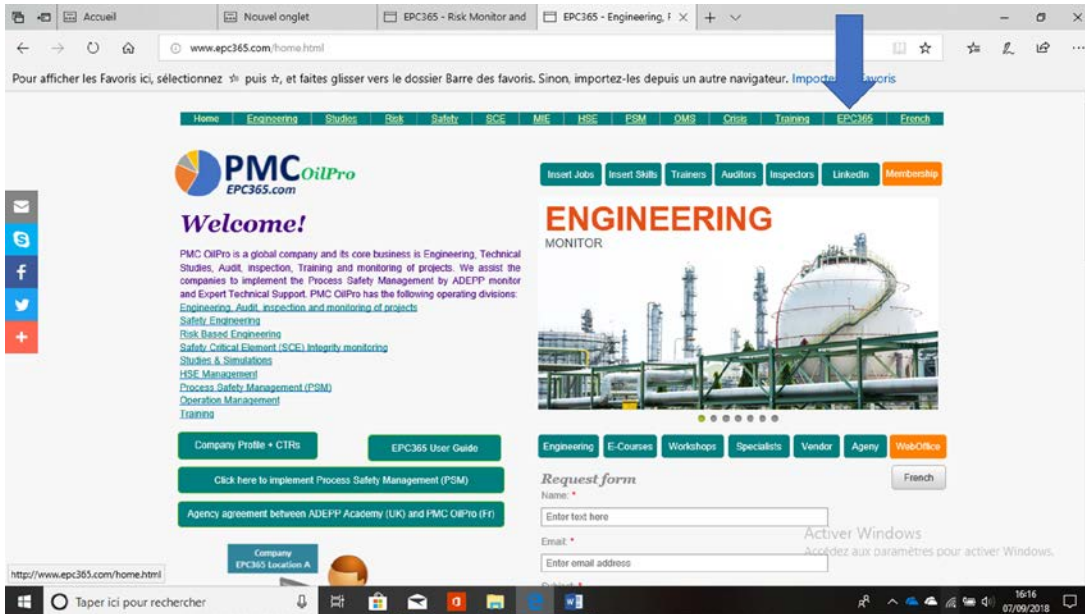 Accueil
Nouvel onglet
EPC365 - Risk Monitor and
EPC365 - Engineering, F
www.epc365.com/home.html
Pour afficher les Favoris ici, sélectionnez puis, et faites glisser vers le dossier Barre des favoris. Sinon, importez-les depuis un autre navigateur. Favoris
Home Engineering Studies Risk Safety SCE MIE HSE PSM OMS Crisis Training EPC365 French
PMC OilPro
EPC365.com
Insert Jobs Insert Skills Trainers Auditors Inspectors LinkedIn Membership
Welcome!
PMC OilPro is a global company and its core business is Engineering, Technical
Studies, Audit, inspection, Training and monitoring of projects. We assist the
companies to implement the Process Safety Management by ADEPP monitor
and Expert Technical Support. PMC OilPro has the following operating divisions:
Engineering, Audit, inspection and monitoring of projects
Safety Engineering
Risk Based Engineering
Safety Critical Element (SCE) Integrity monitoring
Studies & Simulations
HSE Management
Process Safety Management (PSM)
Operation Management
Training
ENGINEERING
MONITOR
Company Profile + CTRs
EPC365 User Guide
Click here to implement Process Safety Management (PSM)
Agency agreement between ADEPP Academy (UK) and PMC OilPro (Fr)
Company
EPC365 Location A
Engineering E-Courses Workshops Specialists Vendor Ageny WebOffice
Request form
French
Name: *
Enter text here
Email: *
Enter email address
Activer Windows
Accédez aux paramètres pour activer Windows.
http://www.epc365.com/home.html
Taper ici pour rechercher
16:16
07/09/2018